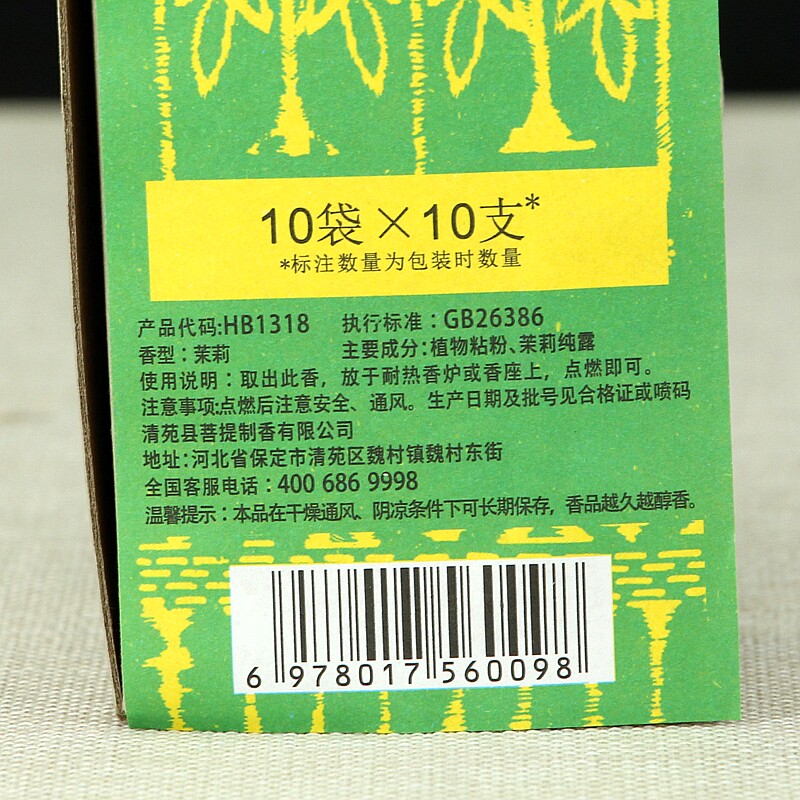 10袋×10支*
*标注数量为包装时数量
产品代码:HB1318 执行标准：GB26386
香型：茉莉 主要成分：植物粘粉、茉莉纯露
使用说明：取出此香，放于耐热香炉或香座上，点燃即可。
注意事项:点燃后注意安全、通风。生产日期及批号见合格证或喷码
清苑县菩提制香有限公司
地址：河北省保定市清苑区魏村镇魏村东街
全国客服电话：400 686 9998
温馨提示：本品在干燥通风、阴凉条件下可长期保存，香品越久越醇香。
6 978017 560098